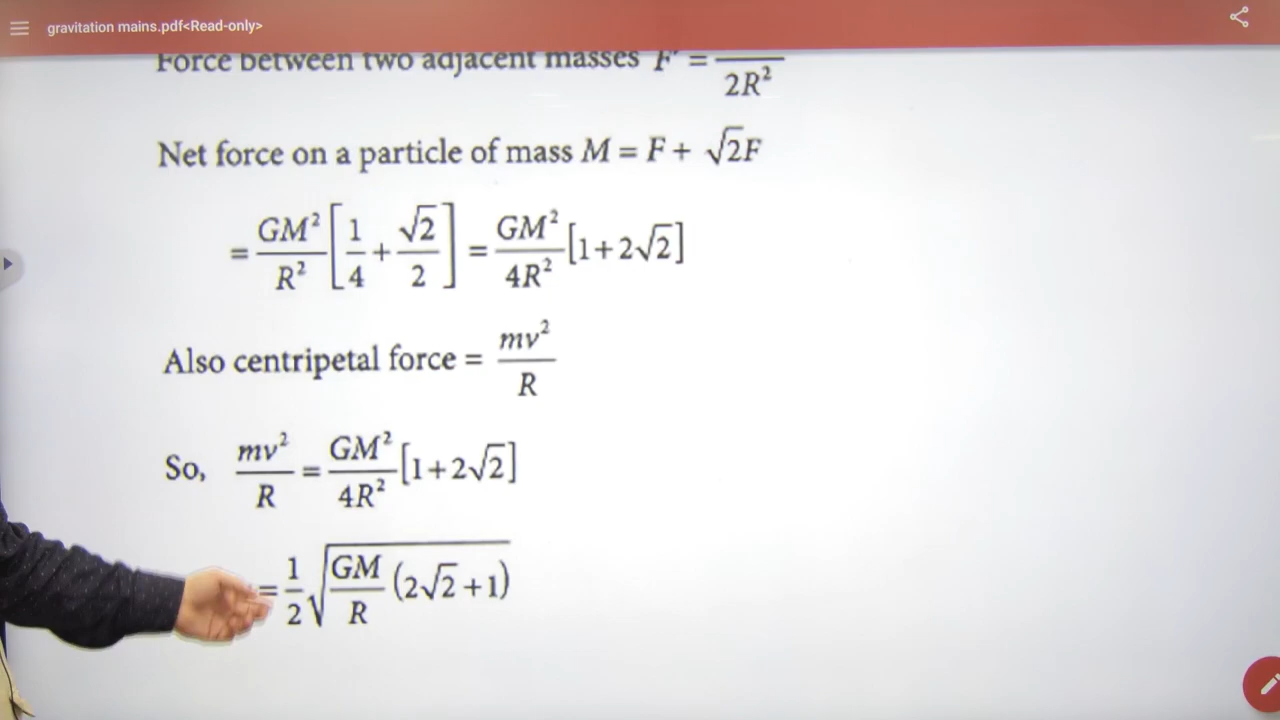 gravitation mains.pdf<Read-only>
Force between two adjacent masses F' = ―/2R²
Net force on a particle of mass M = F + √2F
= GM²/R² [1/4 + √2/2] = GM²/4R² [1+2√2]
Also centripetal force = mv²/R
So, mv²/R = GM²/4R² [1+2√2]
= 1/2 √(GM/R (2√2+1))